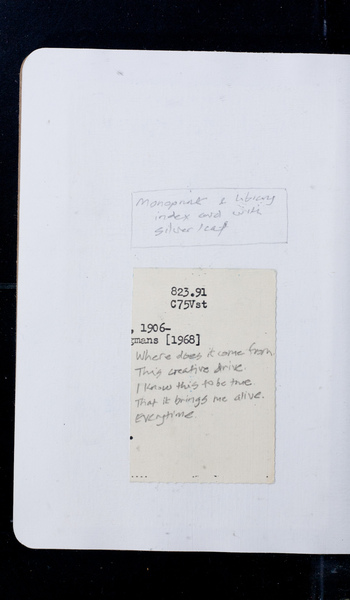 Monoprint & library
index card with
silver leaf
823.91
C75Vst
, 1906-
gmans [1968]
Where does it come from
This creative drive.
I know this to be true
That it brings me alive.
Everytime